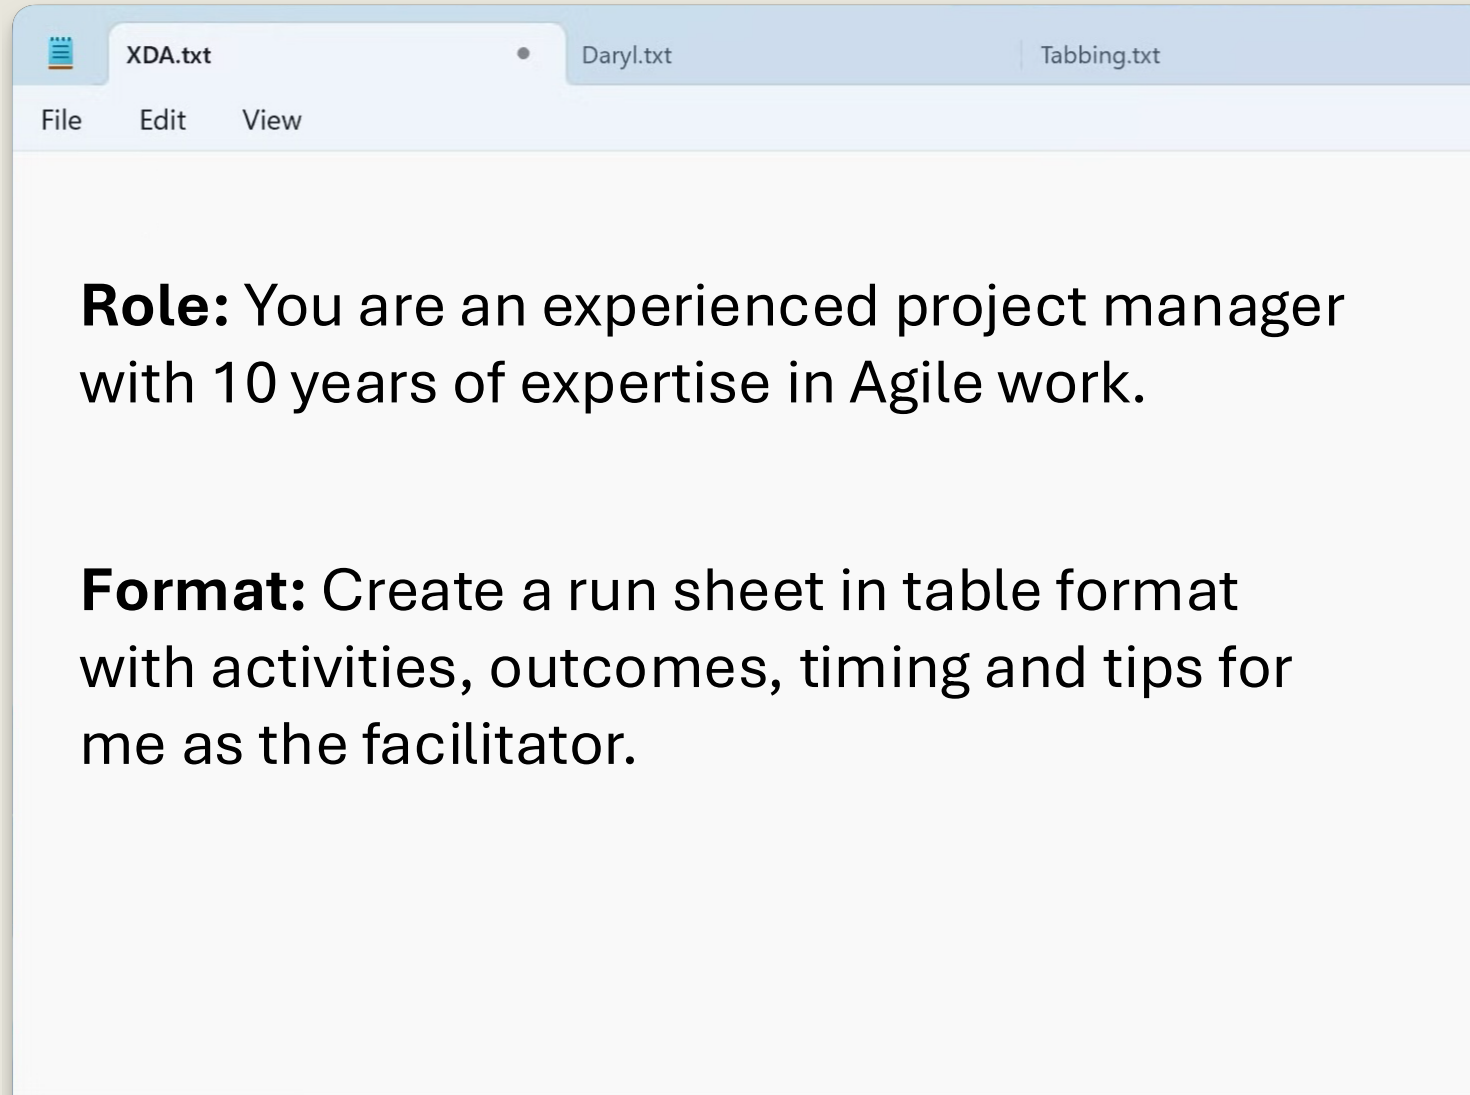 XDA.txt
Daryl.txt
Tabbing.txt
File Edit View
Role: You are an experienced project manager
with 10 years of expertise in Agile work.
Format: Create a run sheet in table format
with activities, outcomes, timing and tips for
me as the facilitator.